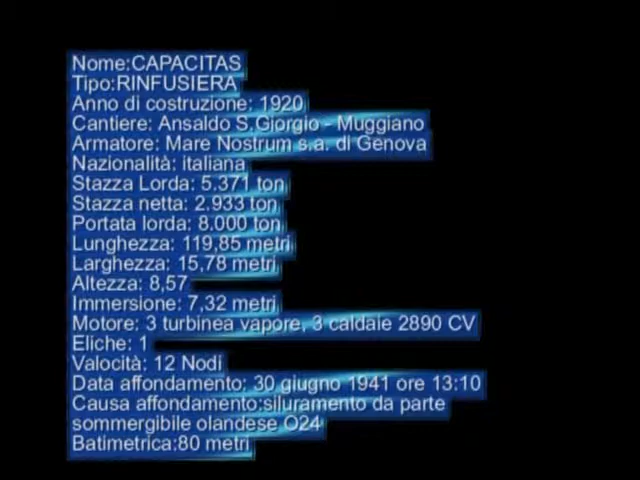 Nome:CAPACITAS
Tipo:RINFUSIERA
Anno di costruzione: 1920
Cantiere: Ansaldo S.Giorgio - Muggiano
Armatore: Mare Nostrum s.a. di Genova
Nazionalità: italiana
Stazza Lorda: 5.371 ton
Stazza netta: 2.933 ton
Portata lorda: 8.000 ton
Lunghezza: 119,85 metri
Larghezza: 15,78 metri
Altezza: 8,57
Immersione: 7,32 metri
Motore: 3 turbinea vapore, 3 caldaie 2890 CV
Eliche: 1
Valocità: 12 Nodi
Data affondamento: 30 giugno 1941 ore 13:10
Causa affondamento:siluramento da parte
sommergibile olandese O24
Batimetrica:80 metri